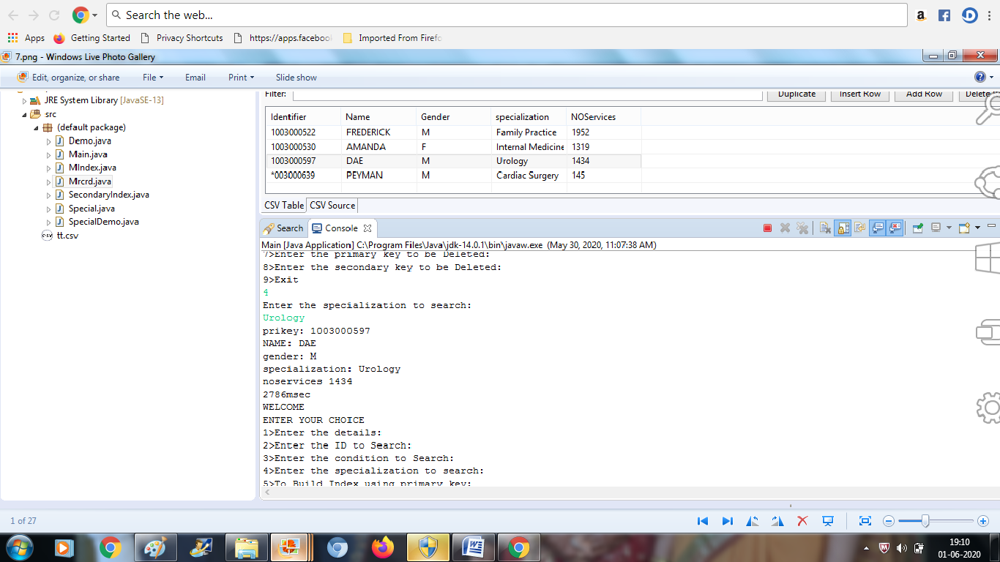 Search the web...
Apps Getting Started Privacy Shortcuts https://apps.facebook Imported From Firefo
7.png - Windows Live Photo Gallery
Edit, organize, or share File Email Print Slide show
JRE System Library [JavaSE-13]
src
(default package)
Demo.java
Main.java
MIndex.java
Mrcrd.java
SecondaryIndex.java
Special.java
SpecialDemo.java
tt.csv
Filter: Duplicate Insert Row Add Row Delete
Identifier Name Gender specialization NOServices
1003000522 FREDERICK M Family Practice 1952
1003000530 AMANDA F Internal Medicine 1319
1003000597 DAE M Urology 1434
*003000639 PEYMAN M Cardiac Surgery 145
CSV Table CSV Source
Search Console
Main [Java Application] C:\Program Files\Java\jdk-14.0.1\bin\javaw.exe (May 30, 2020, 11:07:38 AM)
7>Enter the primary key to be Deleted:
8>Enter the secondary key to be Deleted:
9>Exit
4
Enter the specialization to search:
Urology
prikey: 1003000597
NAME: DAE
gender: M
specialization: Urology
noservices 1434
2786msec
WELCOME
ENTER YOUR CHOICE
1>Enter the details:
2>Enter the ID to Search:
3>Enter the condition to Search:
4>Enter the specialization to search:
5>To Build Index using primary key:
1 of 27
19:10
01-06-2020